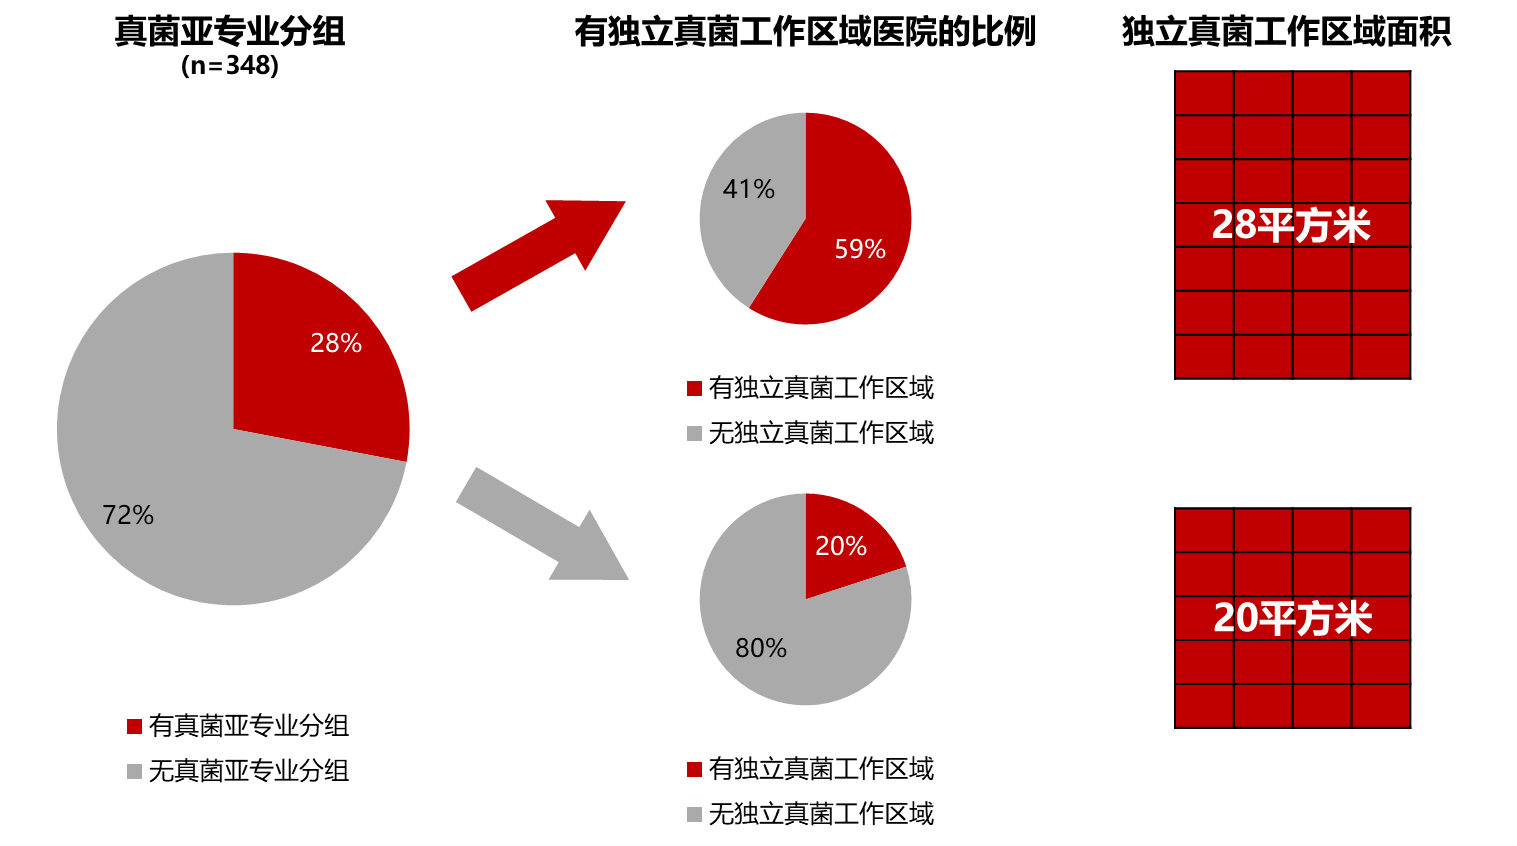 真菌亚专业分组
(n=348)
28%
72%
有真菌亚专业分组
无真菌亚专业分组
有独立真菌工作区域医院的比例
41%
59%
有独立真菌工作区域
无独立真菌工作区域
20%
80%
有独立真菌工作区域
无独立真菌工作区域
独立真菌工作区域面积
28平方米
20平方米